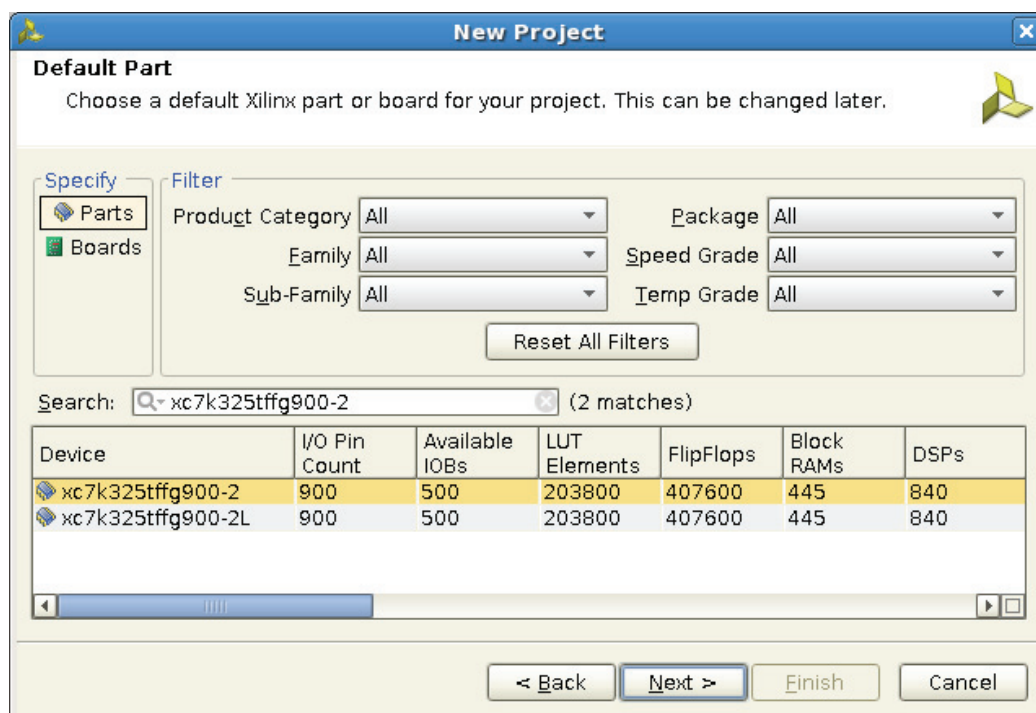 New Project
Default Part
Choose a default Xilinx part or board for your project. This can be changed later.
Specify
Filter
Parts
Boards
Product Category All
Package All
Family All
Speed Grade All
Sub-Family All
Temp Grade All
Reset All Filters
Search: xc7k325tffg900-2 (2 matches)
Device I/O Pin Count Available IOBs LUT Elements FlipFlops Block RAMs DSPs
xc7k325tffg900-2 900 500 203800 407600 445 840
xc7k325tffg900-2L 900 500 203800 407600 445 840
< Back Next > Finish Cancel